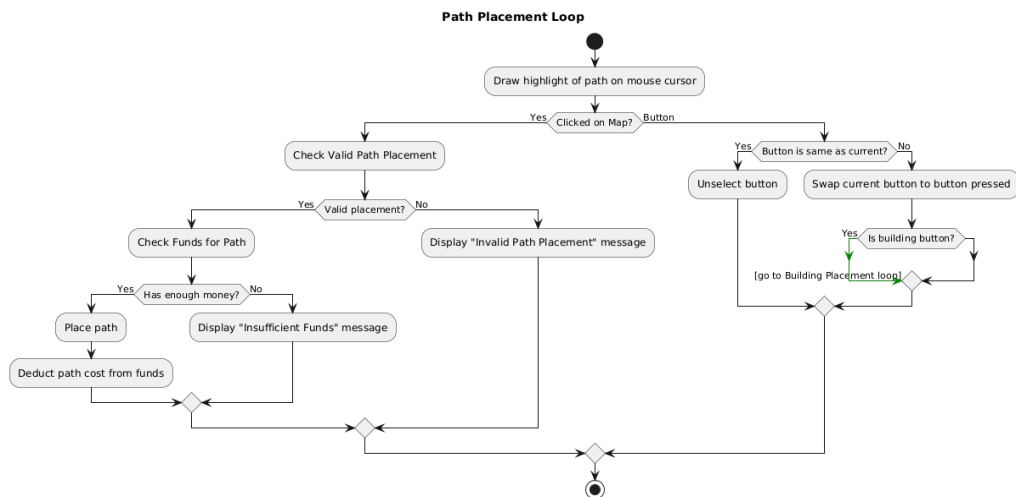 Path Placement Loop
Draw highlight of path on mouse cursor
Yes
Clicked on Map?
Button
Check Valid Path Placement
Yes
Valid placement?
No
Check Funds for Path
Yes
Has enough money?
No
Place path
Deduct path cost from funds
Display "Insufficient Funds" message
Display "Invalid Path Placement" message
Yes
Button is same as current?
No
Unselect button
Swap current button to button pressed
Yes
Is building button?
[go to Building Placement loop]